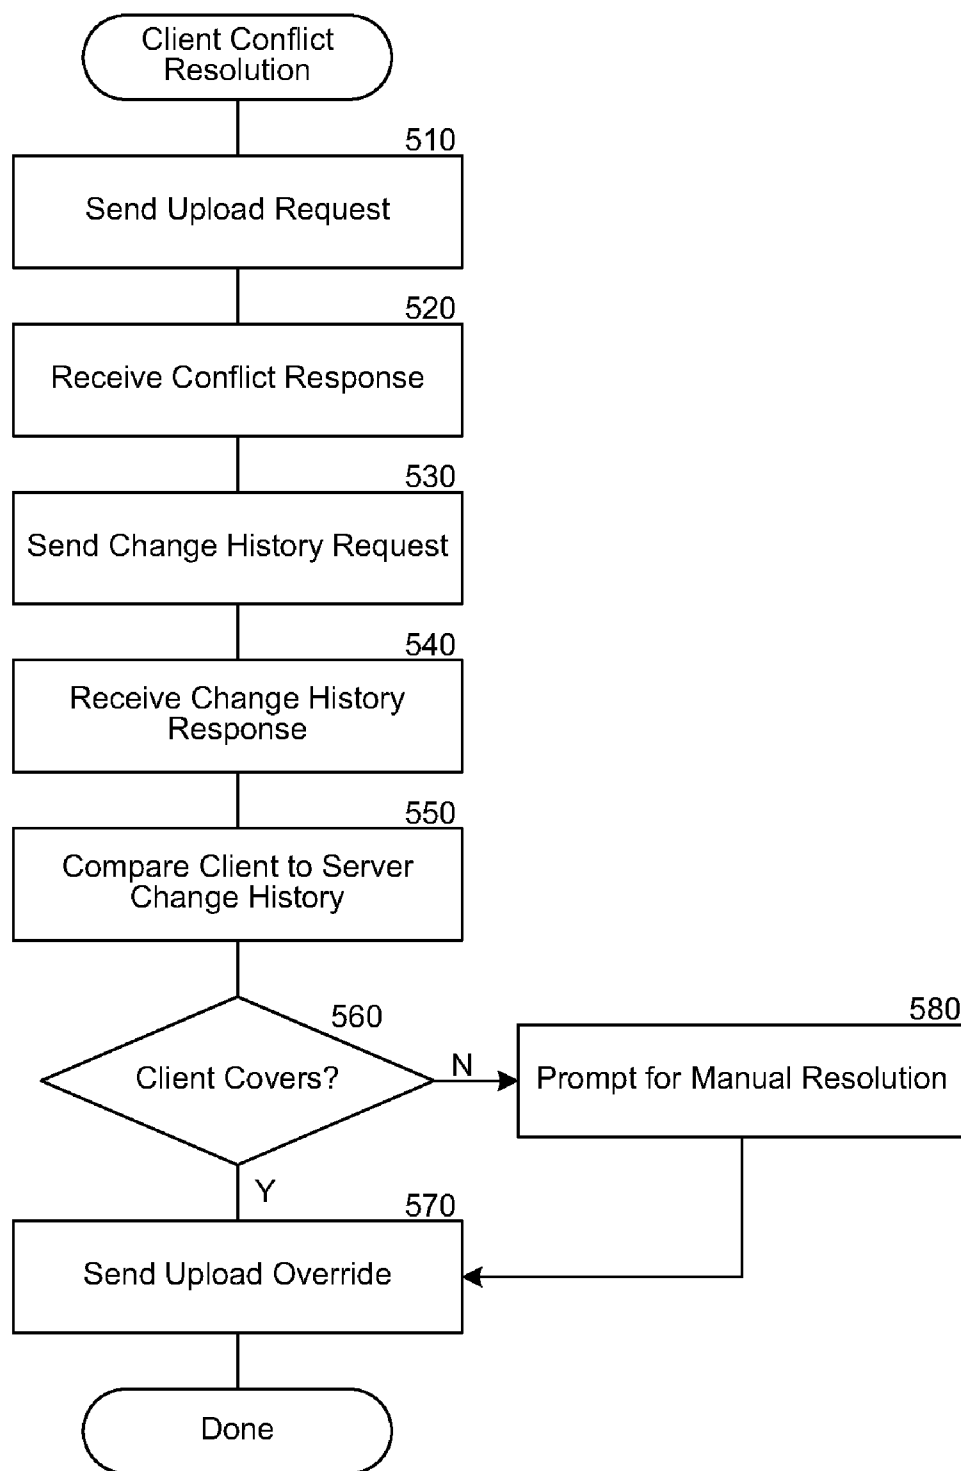 Client Conflict
Resolution
510
Send Upload Request
520
Receive Conflict Response
530
Send Change History Request
540
Receive Change History
Response
550
Compare Client to Server
Change History
560
Client Covers?
N
580
Prompt for Manual Resolution
Y
570
Send Upload Override
Done